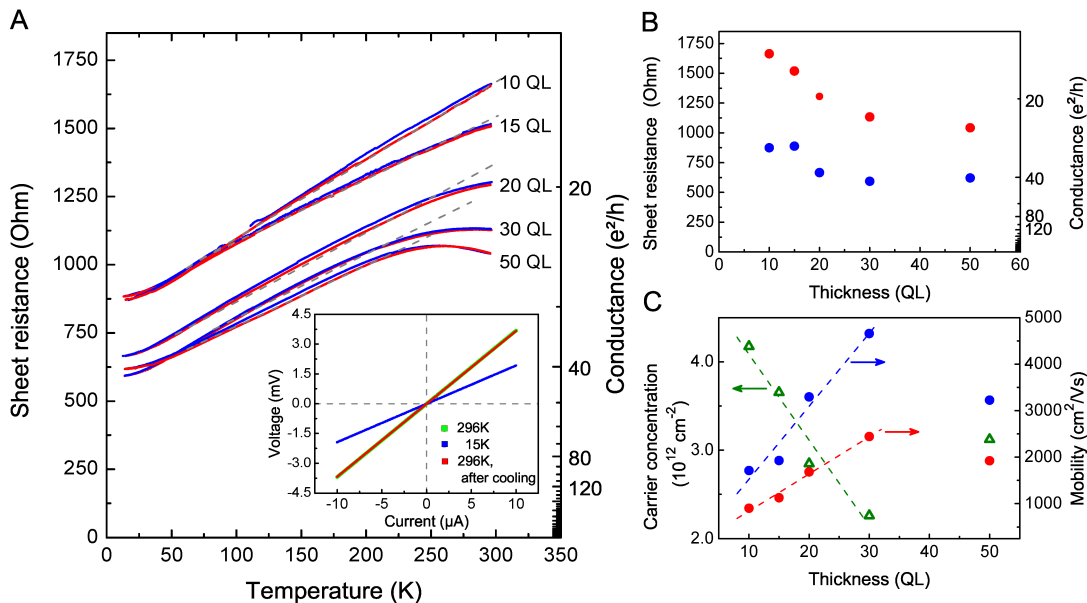 A
1750
1500
1250
1000
750
500
250
0
Sheet reistance (Ohm)
0 50 100 150 200 250 300 350
Temperature (K)
10 QL
15 QL
20 QL
30 QL
50 QL
20
40
80
120
Conductance (e²/h)
4.5
3.0
1.5
0.0
-1.5
-3.0
-4.5
Voltage (mV)
-10 -5 0 5 10
Current (µA)
296K
15K
296K,
after cooling
B
1750
1500
1250
1000
750
500
250
0
Sheet resistance
(Ohm)
0 10 20 30 40 50 60
Thickness (QL)
20
40
80
120
Conductance (e²/h)
C
4.0
3.0
2.0
Carrier concentration
(10¹² cm⁻²)
10 20 30 40 50
Thickness (QL)
5000
4000
3000
2000
1000
Mobility (cm²/Vs)